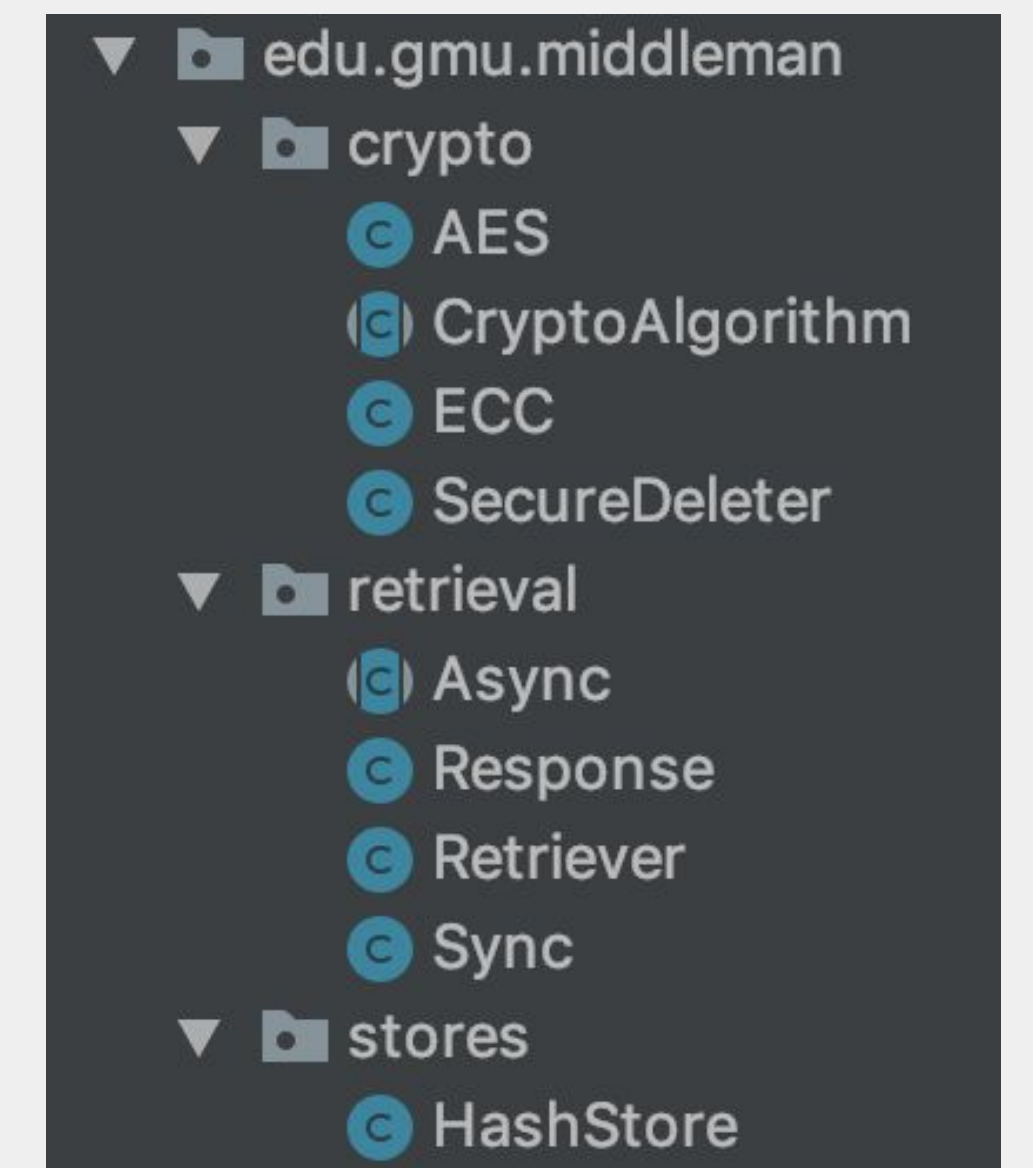 edu.gmu.middleman
crypto
C AES
C CryptoAlgorithm
C ECC
C SecureDeleter
retrieval
C Async
C Response
C Retriever
C Sync
stores
C HashStore